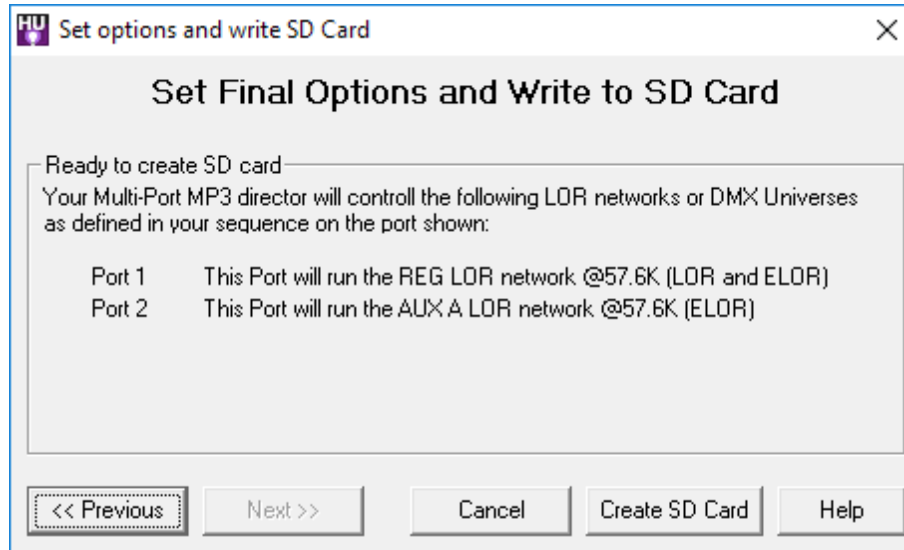 HU Set options and write SD Card
Set Final Options and Write to SD Card
Ready to create SD card
Your Multi-Port MP3 director will controll the following LOR networks or DMX Universes
as defined in your sequence on the port shown:
Port 1 This Port will run the REG LOR network @57.6K (LOR and ELOR)
Port 2 This Port will run the AUX A LOR network @57.6K (ELOR)
<< Previous Next >> Cancel Create SD Card Help